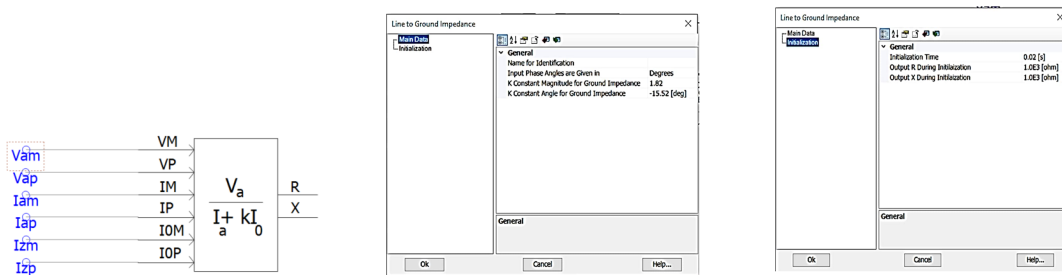 Vam
Vap
Iam
Iap
Izm
Izp
VM
VP
IM
IP
I0M
I0P
Va
Ia+ kI0
R
X
Line to Ground Impedance
Main Data
Initialization
General
Name for Identification
Input Phase Angles are Given in Degrees
K Constant Magnitude for Ground Impedance 1.82
K Constant Angle for Ground Impedance -15.52 [deg]
General
Ok Cancel Help...
Line to Ground Impedance
Main Data
Initialization
General
Initialization Time 0.02 [s]
Output R During Initilaization 1.0E3 [ohm]
Output X During Initilaization 1.0E3 [ohm]
General
Ok Cancel Help...